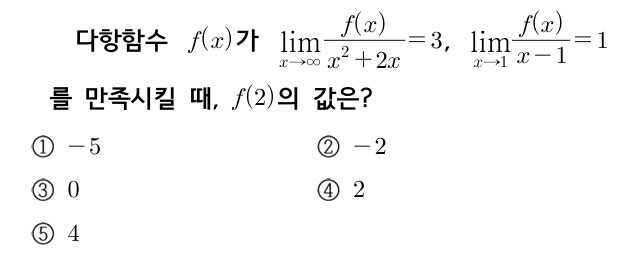 다항함수 f(x)가 lim_{x→∞} f(x)/(x²+2x) = 3, lim_{x→1} f(x)/(x−1) = 1
를 만족시킬 때, f(2)의 값은?
① −5 ② −2
③ 0 ④ 2
⑤ 4